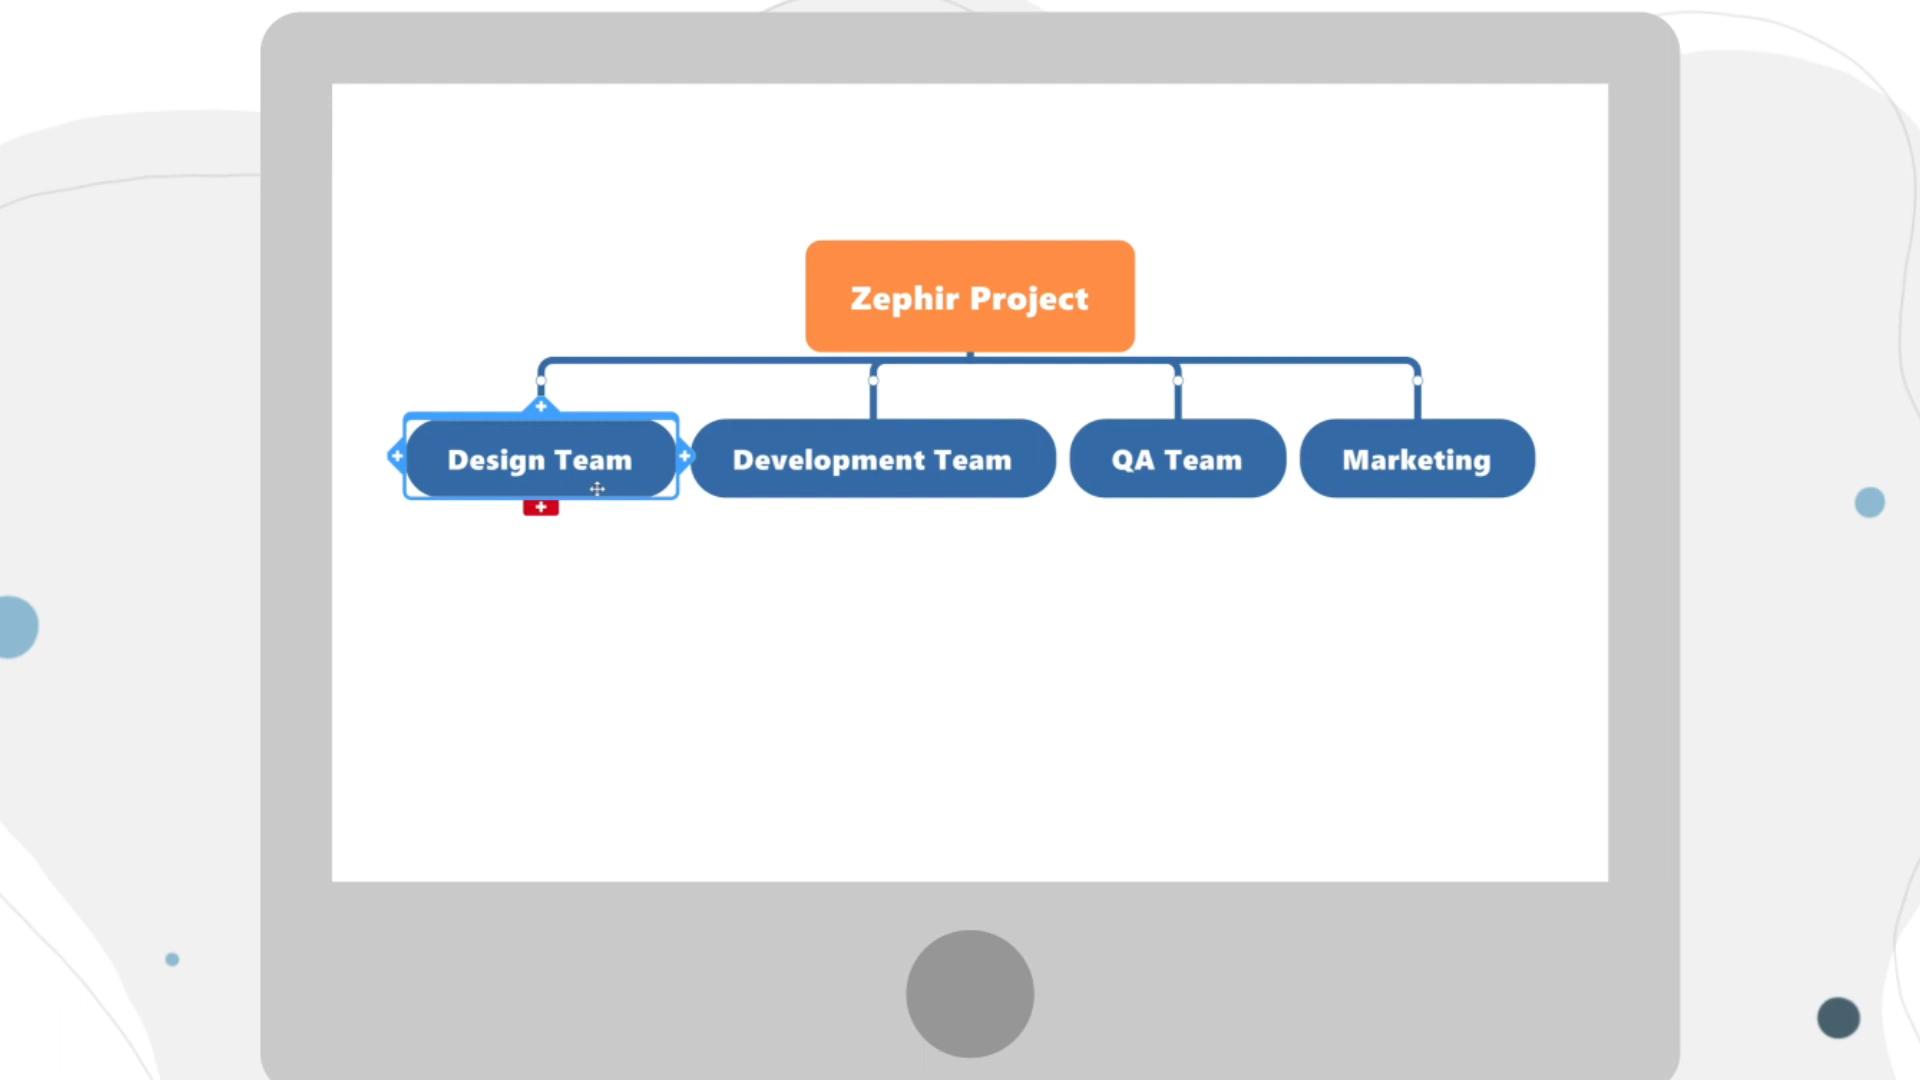 Zephir Project
Design Team
Development Team
QA Team
Marketing